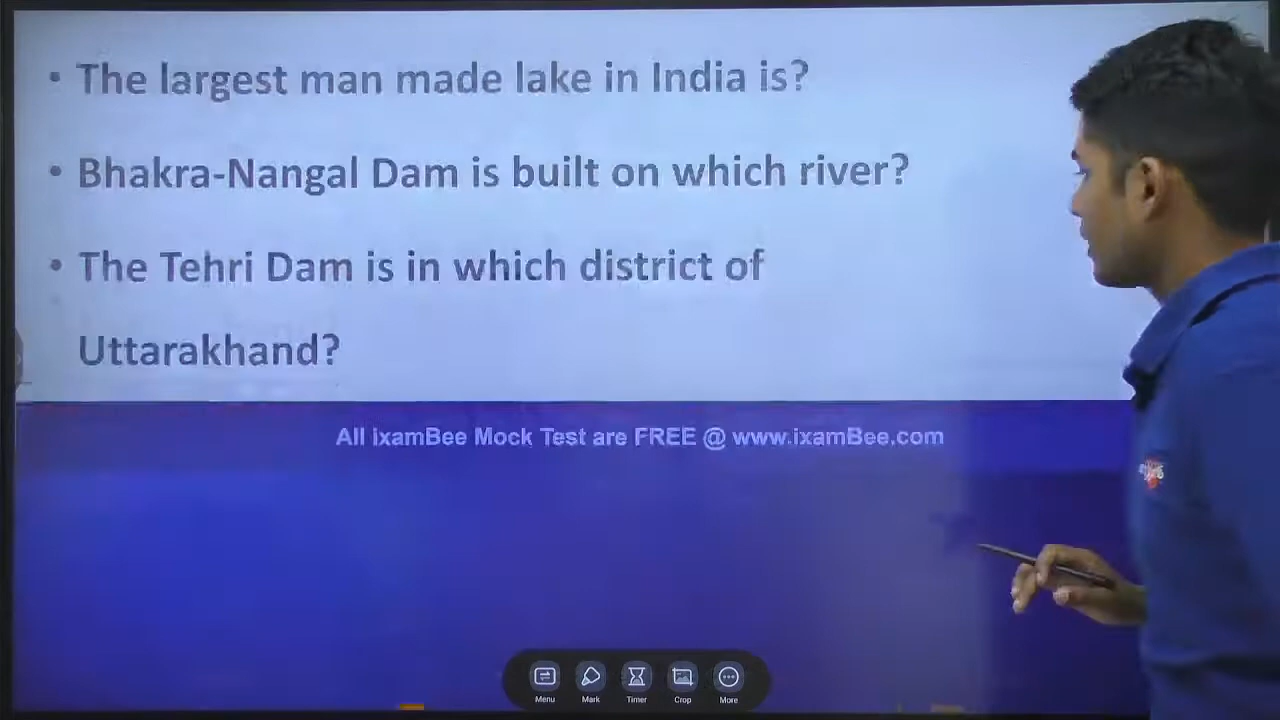 • The largest man made lake in India is?
• Bhakra-Nangal Dam is built on which river?
• The Tehri Dam is in which district of
Uttarakhand?
All ixamBee Mock Test are FREE @ www.ixamBee.com
Menu Mark Timer Crop More